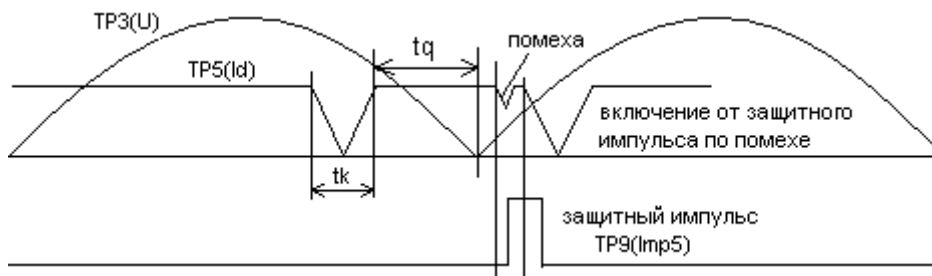 TP3(U)
tq
помеха
TP5(Id)
включение от защитного
импульса по помехе
tk
защитный импульс
TP9(Imp5)